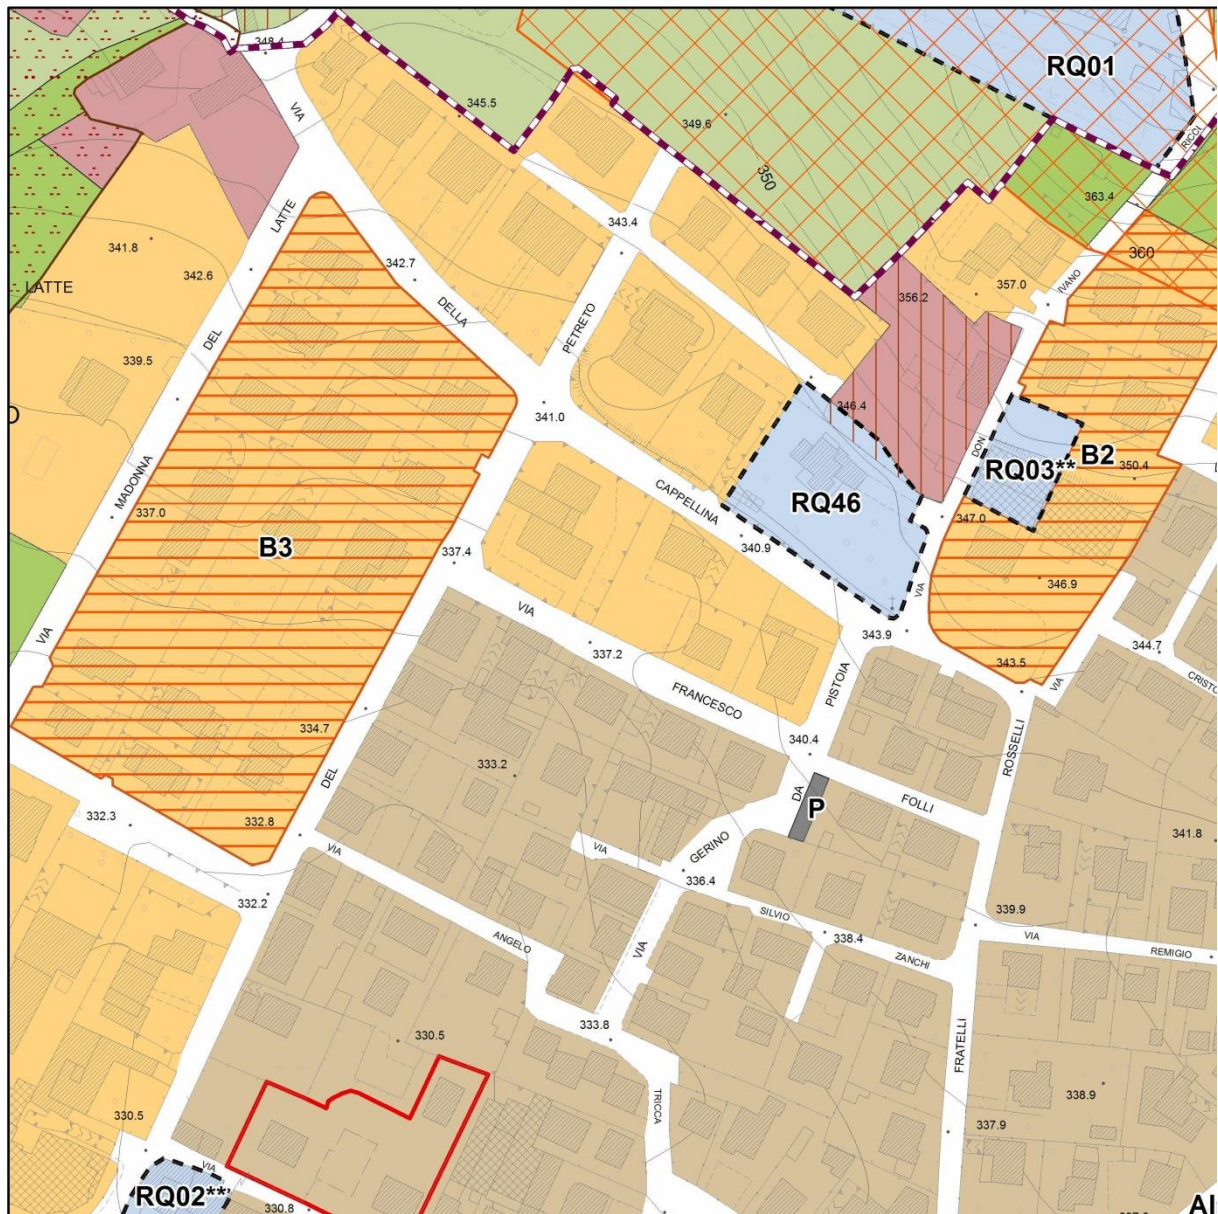 348.4
RQ01
VIA
345.5
349.6
RICCI
350
363.4
LATTE
343.4
341.8
342.6
342.7
360
LATTE
DELLA
IVANO
357.0
356.2
DEL
PETRETO
339.5
341.0
346.4
DONI
B2
RQ03**
350.4
MADONNA
CAPPELLINA
RQ46
337.0
347.0
340.9
B3
337.4
346.9
VIA
VIA
VIA
343.9
344.7
337.2
343.5
VIA
FRANCESCO
PISTOIA
334.7
ROSSELLI
340.4
333.2
DEL
DA
P
FOLLI
332.3
332.8
GERINO
341.8
VIA
VIA
336.4
332.2
SILVIO
339.9
338.4
VIA
ANGELO
VIA
ZANCHI
REMIGIO
333.8
330.5
FRATELLI
338.9
330.5
TRICCA
337.9
VIA
RQ02**
330.8